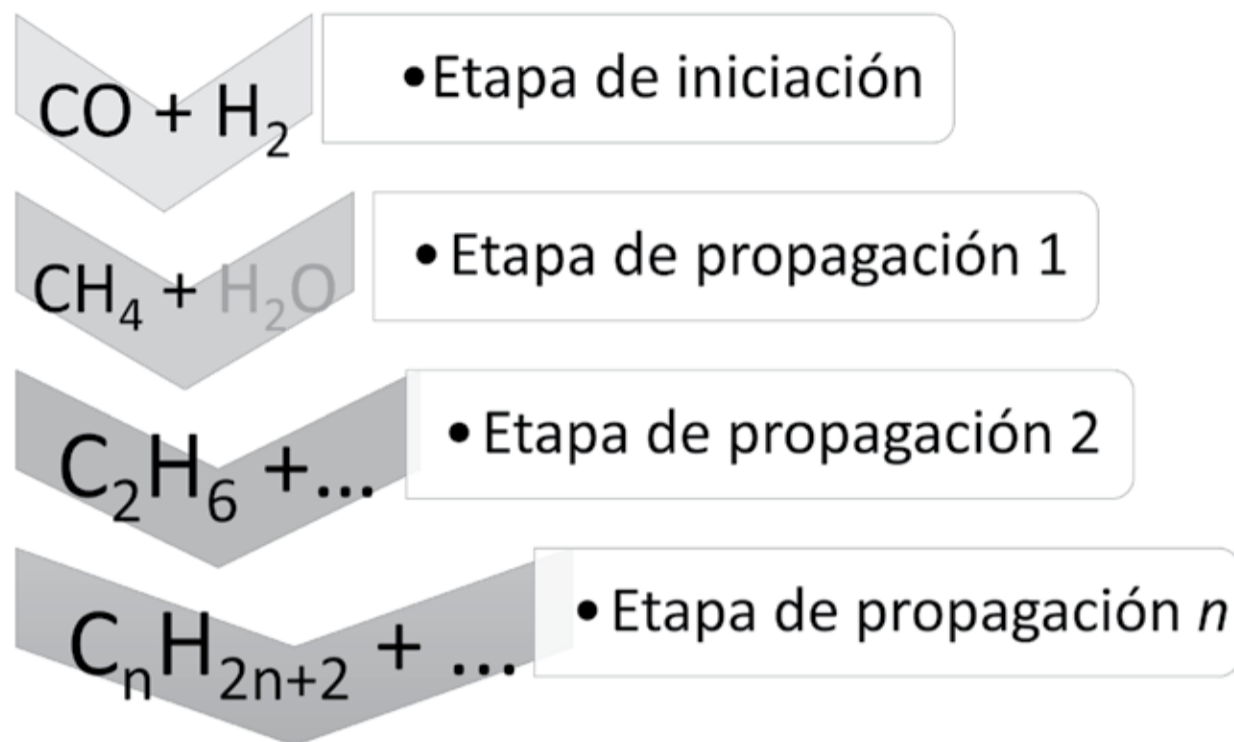 CO + H₂
•Etapa de iniciación
CH₄ + H₂O
• Etapa de propagación 1
C₂H₆ +...
• Etapa de propagación 2
CₙH₂ₙ₊₂ + ...
• Etapa de propagación n